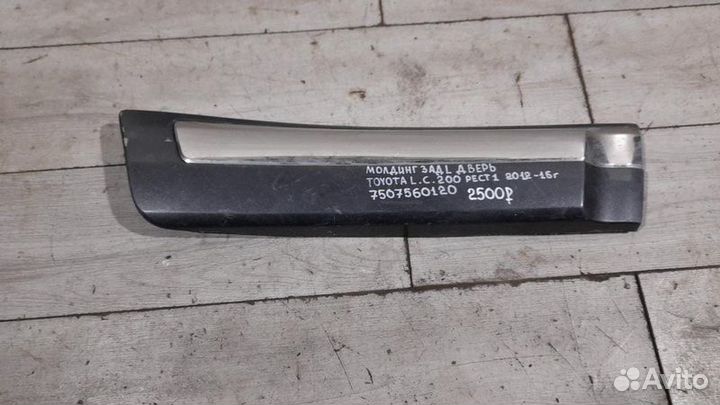 МОЛДИНГ ЗАД L ДВЕРЬ
TOYOTA L.C.200 РЕСТ 1 2012-15г
7507560120 2500₽
Avito